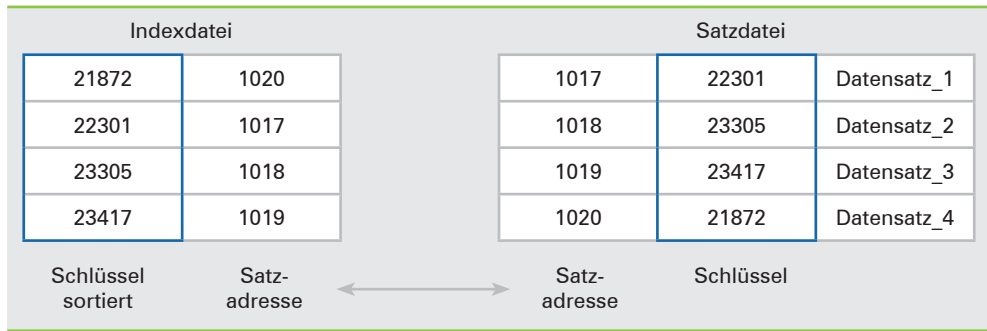 Indexdatei Satzdatei
21872 1020 1017 22301 Datensatz_1
22301 1017 1018 23305 Datensatz_2
23305 1018 1019 23417 Datensatz_3
23417 1019 1020 21872 Datensatz_4
Schlüssel Satz- Satz- Schlüssel
sortiert adresse adresse